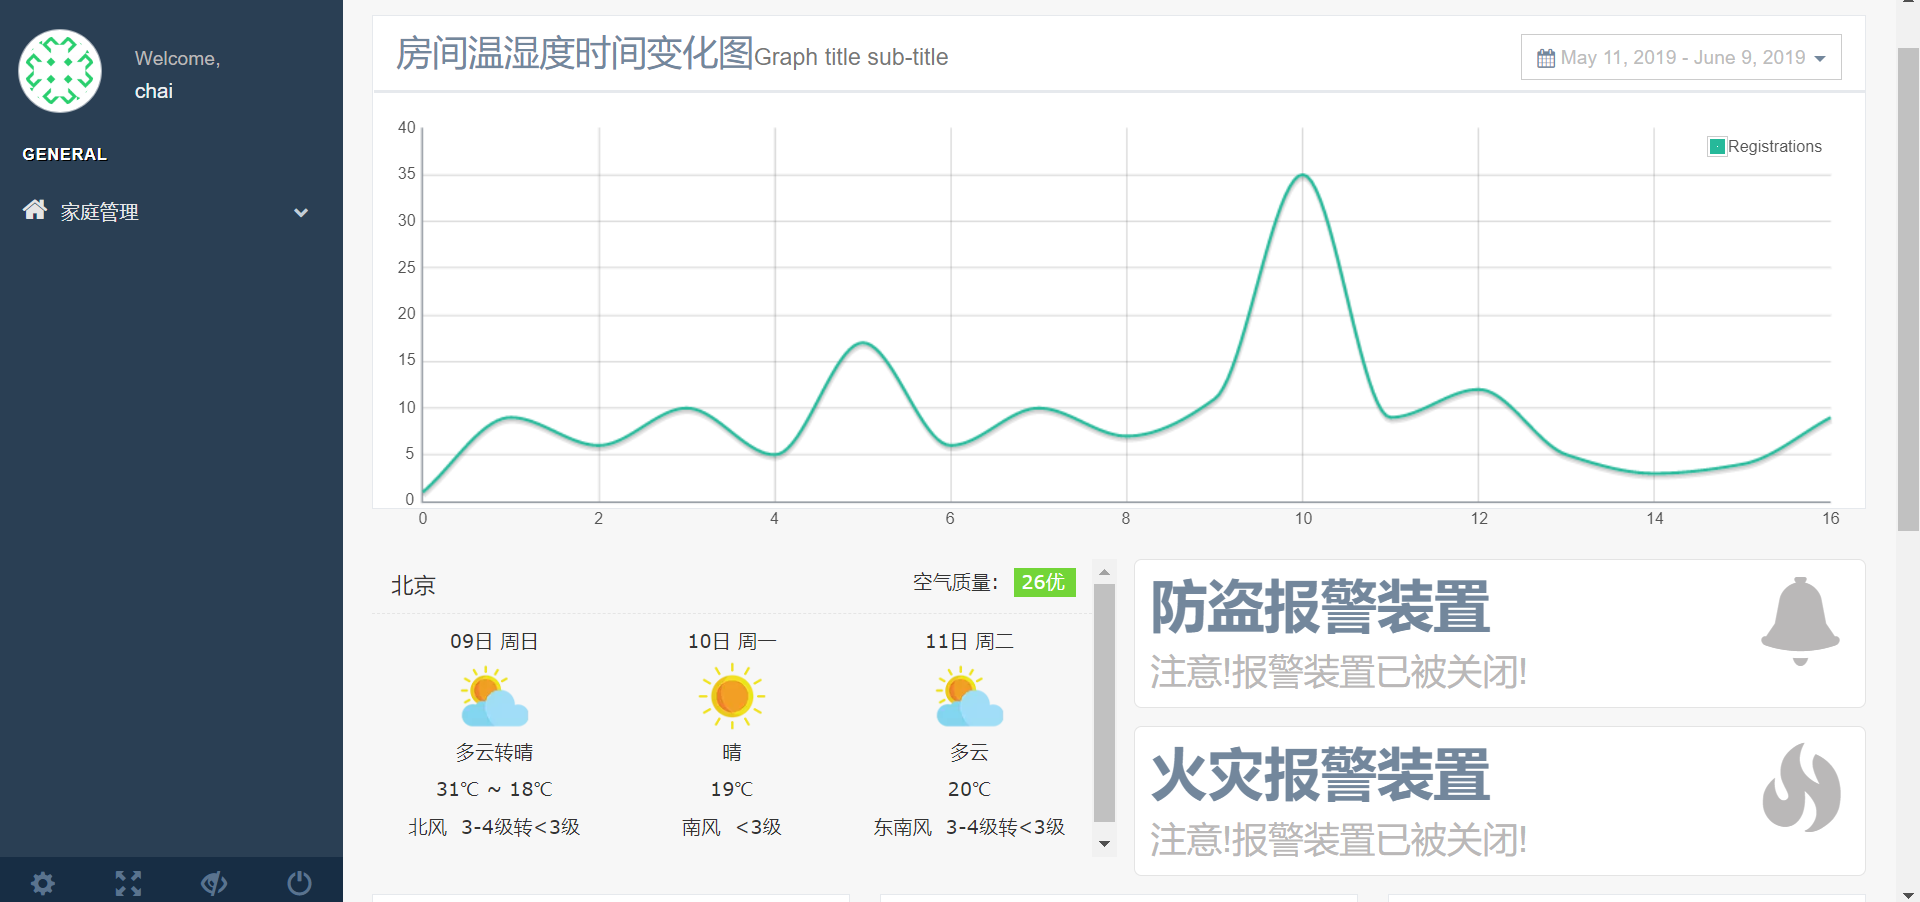 Welcome,
chai
GENERAL
家庭管理
房间温湿度时间变化图Graph title sub-title
May 11, 2019 - June 9, 2019
Registrations
40
35
30
25
20
15
10
5
0
0 2 4 6 8 10 12 14 16
北京
空气质量: 26优
09日 周日 10日 周一 11日 周二
多云转晴 晴 多云
31℃ ~ 18℃ 19℃ 20℃
北风 3-4级转<3级 南风 <3级 东南风 3-4级转<3级
防盗报警装置
注意!报警装置已被关闭!
火灾报警装置
注意!报警装置已被关闭!